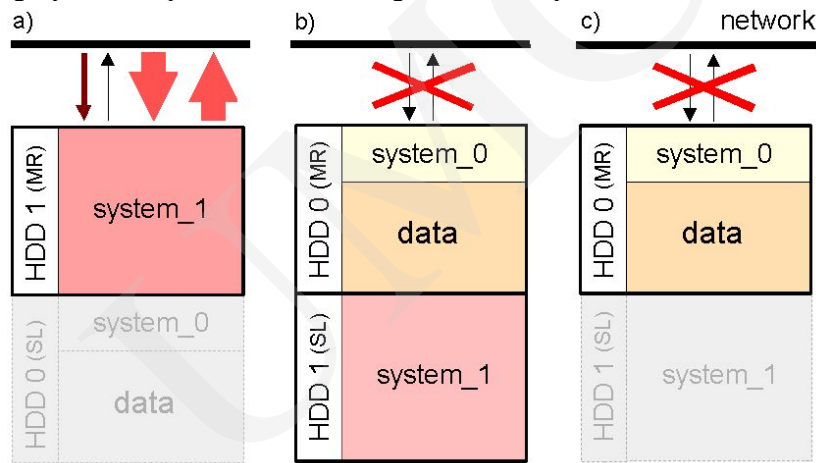 a)
b)
c)
network
HDD 1 (MR)
system_1
HDD 0 (SL)
system_0
data
HDD 0 (MR)
system_0
data
HDD 1 (SL)
system_1
HDD 0 (MR)
system_0
data
HDD 1 (SL)
system_1